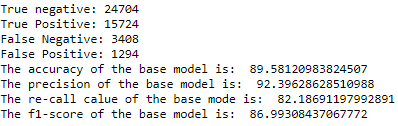 True negative: 24704
True Positive: 15724
False Negative: 3408
False Positive: 1294
The accuracy of the base model is:  89.58120983824507
The precision of the base model is:  92.39628628510988
The re-call calue of the base mode is:  82.18691197992891
The f1-score of the base model is:  86.99308437067772